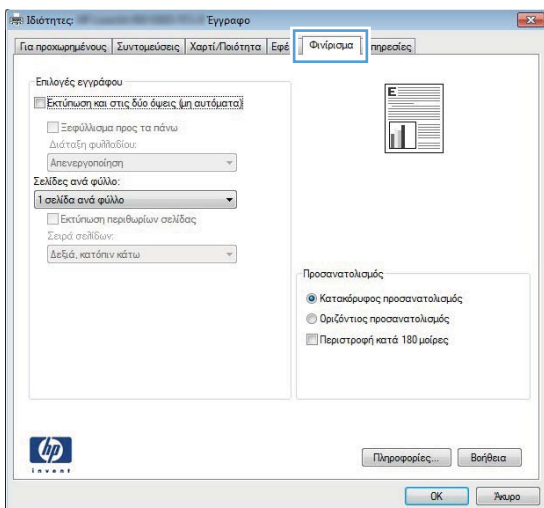 Ιδιότητες: Έγγραφο
Για προχωρημένους Συντομεύσεις Χαρτί/Ποιότητα Εφέ Φινίρισμα πηρεσίες
Επιλογές εγγράφου
Εκτύπωση και στις δύο όψεις (μη αυτόματα)
Ξεφύλλισμα προς τα πάνω
Διάταξη φυλλαδίου:
Απενεργοποίηση
Σελίδες ανά φύλλο:
1 σελίδα ανά φύλλο
Εκτύπωση περιθωρίων σελίδας
Σειρά σελίδων:
Δεξιά, κατόπιν κάτω
E
Προσανατολισμός
Κατακόρυφος προσανατολισμός
Οριζόντιος προσανατολισμός
Περιστροφή κατά 180 μοίρες
hp
invent
Πληροφορίες... Βοήθεια
OK Άκυρο